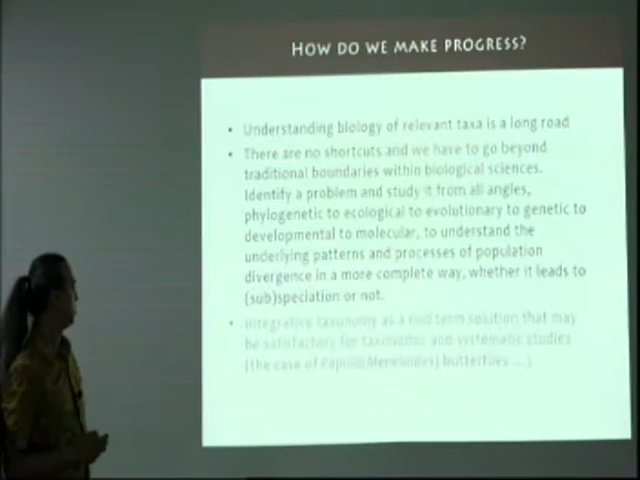 HOW DO WE MAKE PROGRESS?
• Understanding biology of relevant taxa is a long road
• There are no shortcuts and we have to go beyond
traditional boundaries within biological sciences.
Identify a problem and study it from all angles,
phylogenetic to ecological to evolutionary to genetic to
developmental to molecular, to understand the
underlying patterns and processes of population
divergence in a more complete way, whether it leads to
(sub)speciation or not.
• Integrative taxonomy as a mid term solution that may
be satisfactory for taxonomic and systematic studies
(the case of Papilio (Menelaides) butterflies ... )